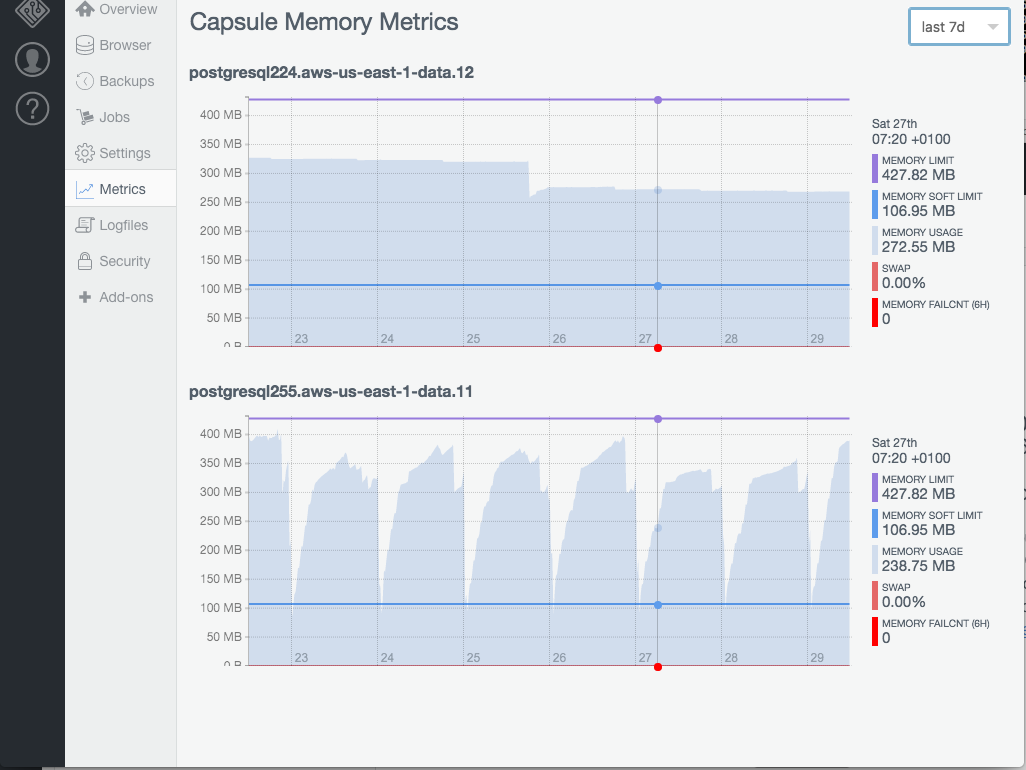 Overview
Browser
Backups
Jobs
Settings
Metrics
Logfiles
Security
Add-ons
?
Capsule Memory Metrics
last 7d
postgresql224.aws-us-east-1-data.12
400 MB
350 MB
300 MB
250 MB
200 MB
150 MB
100 MB
50 MB
0 B
23 24 25 26 27 28 29
Sat 27th
07:20 +0100
MEMORY LIMIT
427.82 MB
MEMORY SOFT LIMIT
106.95 MB
MEMORY USAGE
272.55 MB
SWAP
0.00%
MEMORY FAILCNT (6H)
0
postgresql255.aws-us-east-1-data.11
400 MB
350 MB
300 MB
250 MB
200 MB
150 MB
100 MB
50 MB
0 B
23 24 25 26 27 28 29
Sat 27th
07:20 +0100
MEMORY LIMIT
427.82 MB
MEMORY SOFT LIMIT
106.95 MB
MEMORY USAGE
238.75 MB
SWAP
0.00%
MEMORY FAILCNT (6H)
0